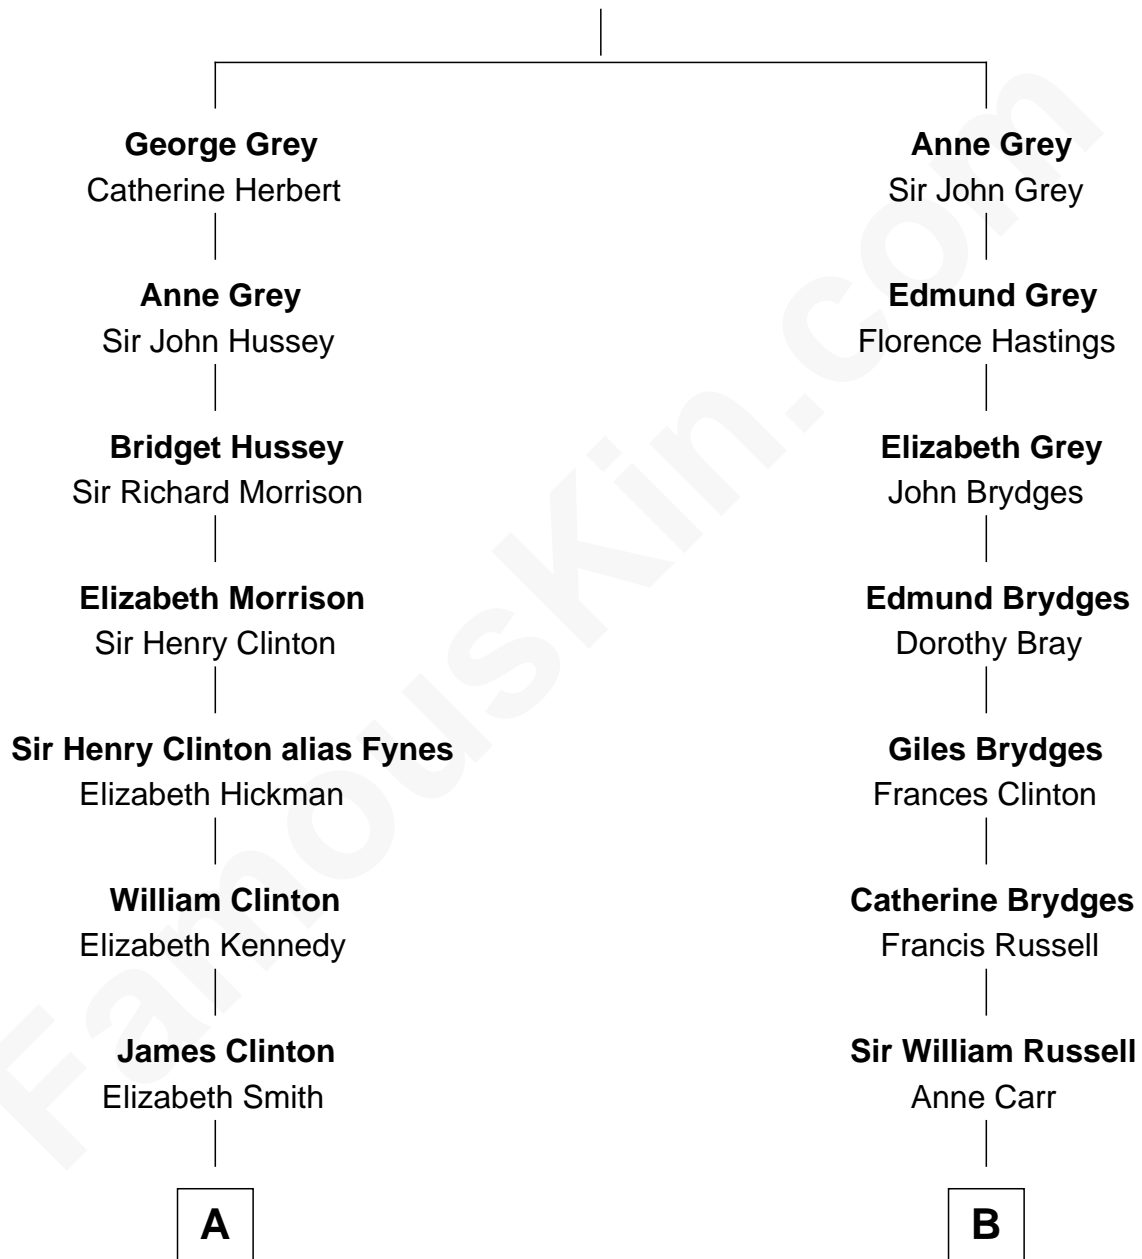 George Grey
Catherine Herbert
Anne Grey
Sir John Hussey
Bridget Hussey
Sir Richard Morrison
Elizabeth Morrison
Sir Henry Clinton
Sir Henry Clinton alias Fynes
Elizabeth Hickman
William Clinton
Elizabeth Kennedy
James Clinton
Elizabeth Smith
A
Anne Grey
Sir John Grey
Edmund Grey
Florence Hastings
Elizabeth Grey
John Brydges
Edmund Brydges
Dorothy Bray
Giles Brydges
Frances Clinton
Catherine Brydges
Francis Russell
Sir William Russell
Anne Carr
B
FamousKin.com